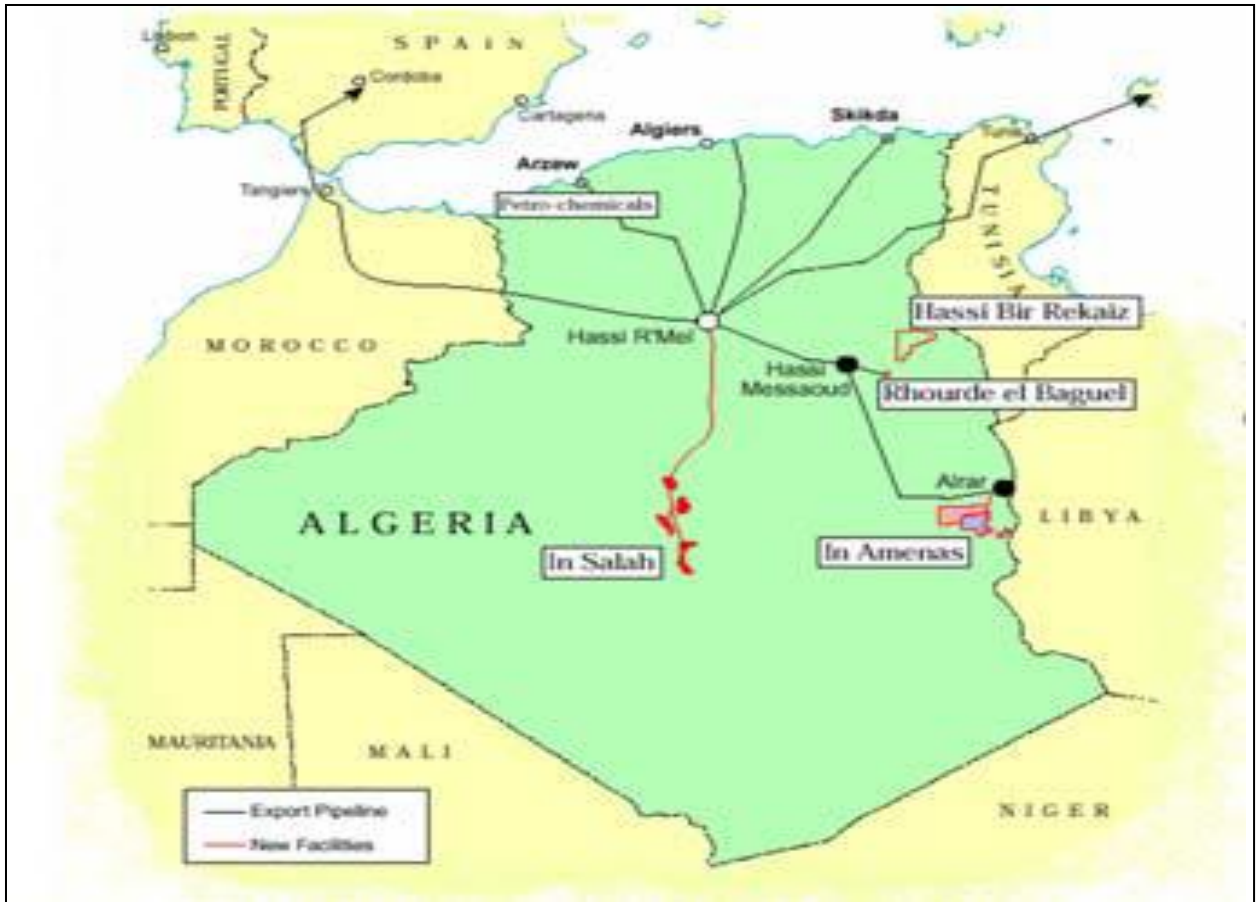 Lisbon
PORTUGAL
SPAIN
Cordoba
Cartagena
Algiers
Skikda
Tunis
Arzew
Tangiers
Petro-chemicals
TUNISIA
Hassi Bir Rekaiz
Hassi R'Mel
MOROCCO
Hassi
Messaoud
Rhourde el Baguel
Alrar
ALGERIA
LIBYA
In Salah
In Amenas
MAURITANIA
MALI
NIGER
Export Pipeline
New Facilities